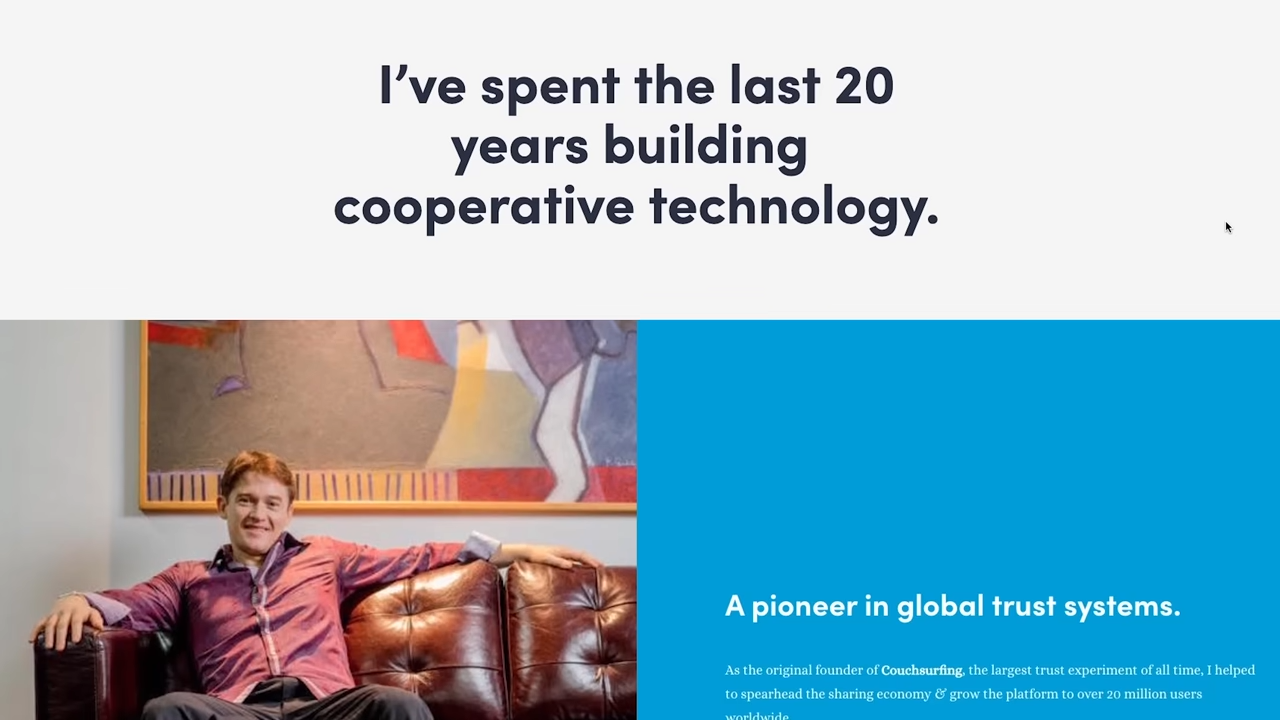 I’ve spent the last 20
years building
cooperative technology.
A pioneer in global trust systems.
As the original founder of Couchsurfing, the largest trust experiment of all time, I helped
to spearhead the sharing economy & grow the platform to over 20 million users
worldwide